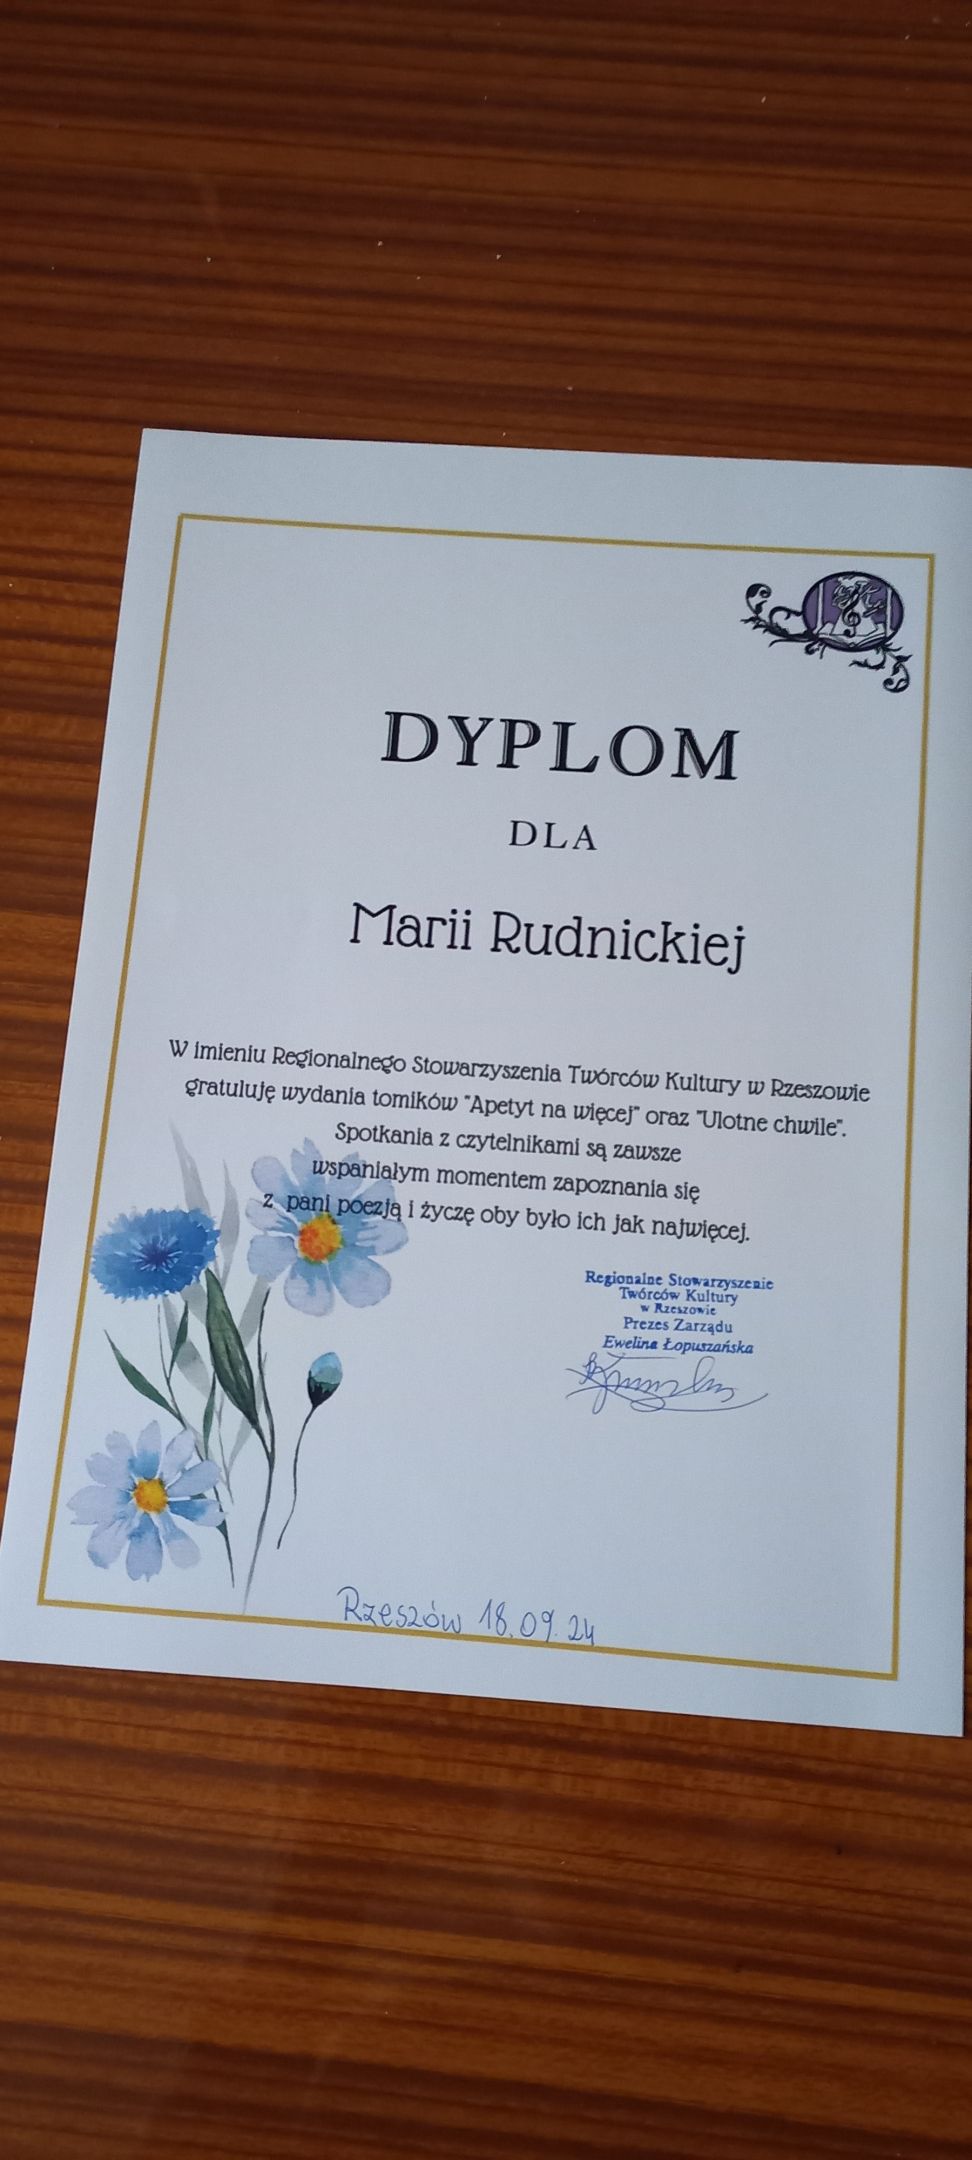 DYPLOM
DLA
Marii Rudnickiej
W imieniu Regionalnego Stowarzyszenia Twórców Kultury w Rzeszowie
gratuluję wydania tomików "Apetyt na więcej" oraz "Ulotne chwile".
Spotkania z czytelnikami są zawsze
wspaniałym momentem zapoznania się
z pani poezją i życzę oby było ich jak najwięcej.
Regionalne Stowarzyszenie
Twórców Kultury
w Rzeszowie
Prezes Zarządu
Ewelina Łopuszańska
Rzeszów 18.09.24